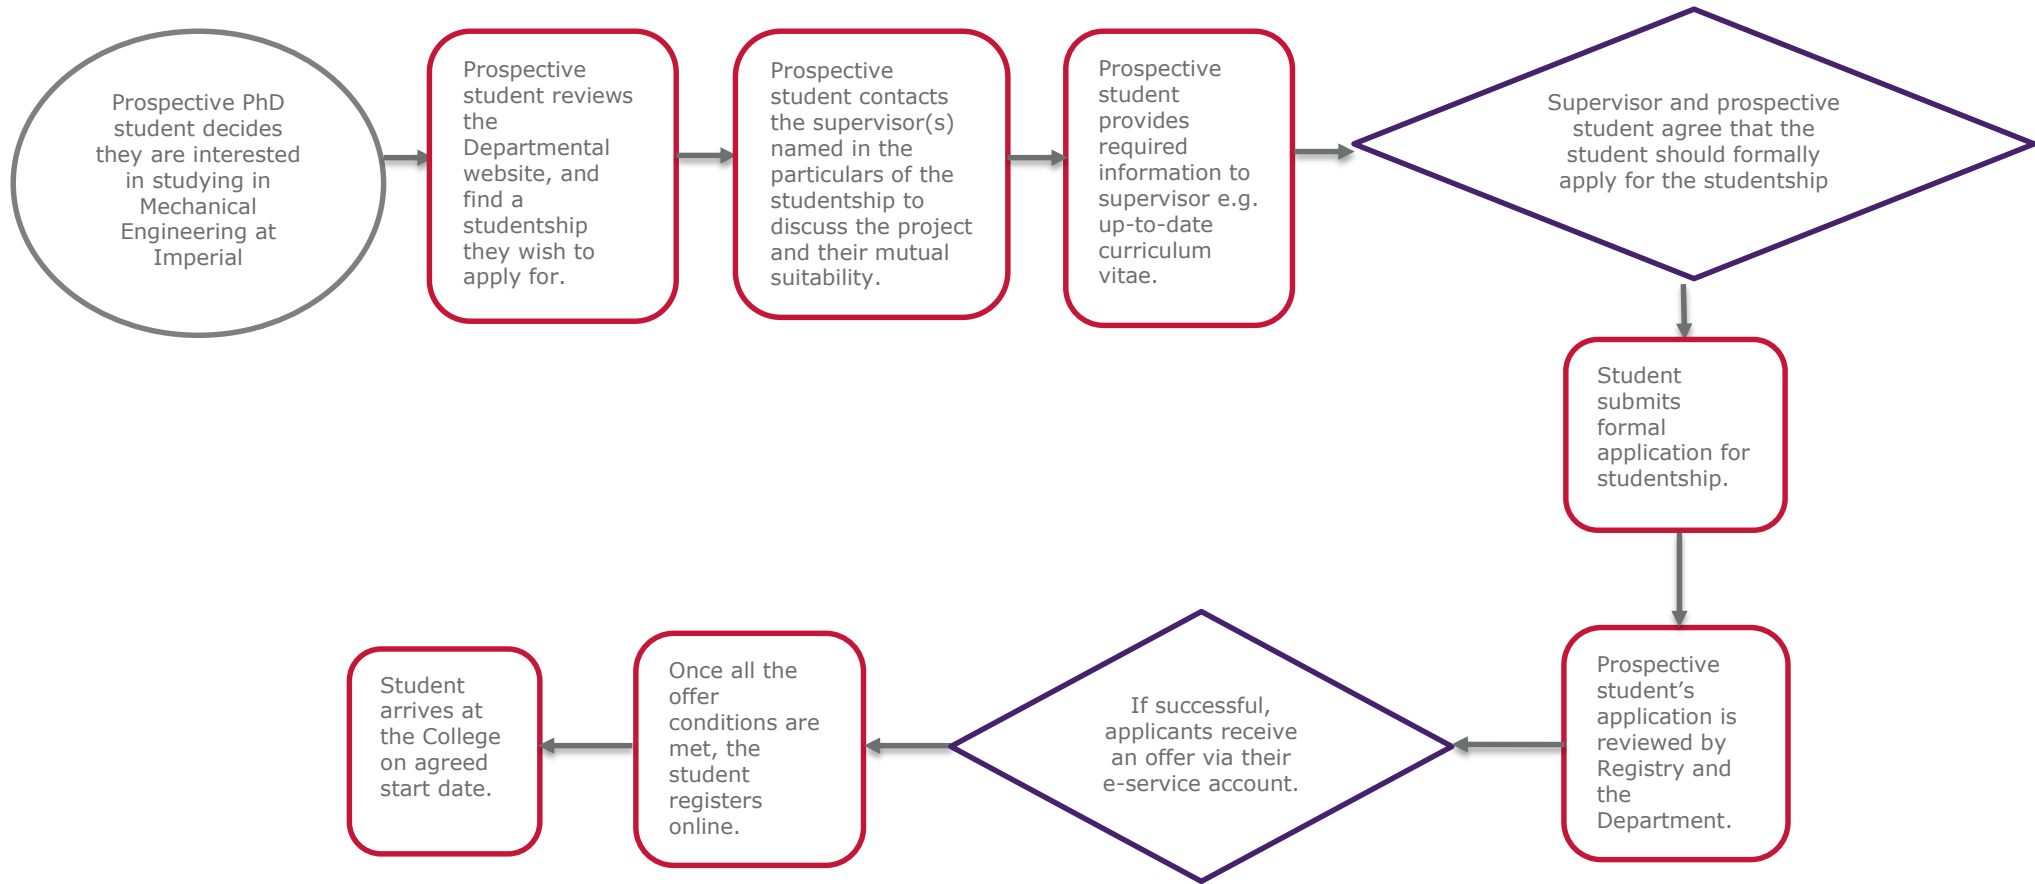 Prospective PhD
student decides
they are interested
in studying in
Mechanical
Engineering at
Imperial
Prospective
student reviews
the
Departmental
website, and
find a
studentship
they wish to
apply for.
Prospective
student contacts
the supervisor(s)
named in the
particulars of the
studentship to
discuss the project
and their mutual
suitability.
Prospective
student
provides
required
information to
supervisor e.g.
up-to-date
curriculum
vitae.
Supervisor and prospective
student agree that the
student should formally
apply for the studentship
Student
submits
formal
application for
studentship.
Prospective
student’s
application is
reviewed by
Registry and
the
Department.
If successful,
applicants receive
an offer via their
e-service account.
Once all the
offer
conditions are
met, the
student
registers
online.
Student
arrives at
the College
on agreed
start date.